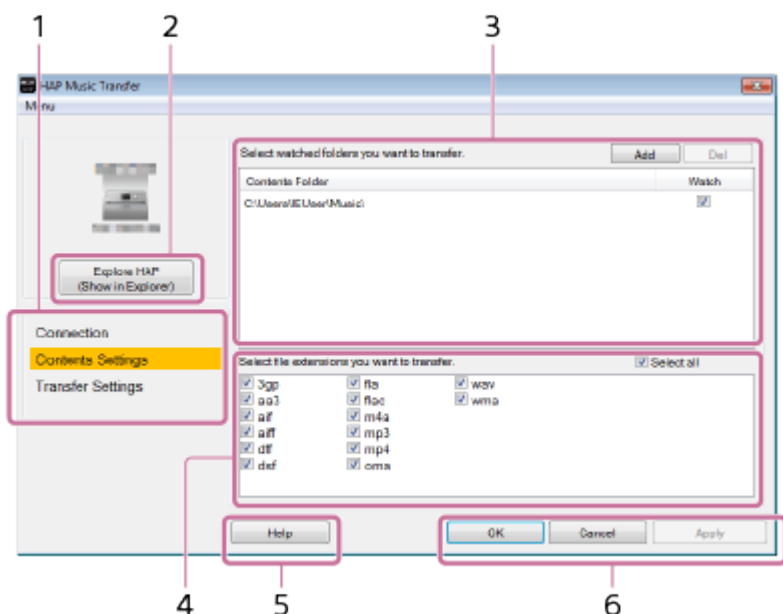 1 2 3
HAP Music Transfer
Menu
Select watched folders you want to transfer. Add Del
Contents Folder Watch
C:\Users\IEUser\Music\
Explore HAP
(Show in Explorer)
Connection
Contents Settings
Transfer Settings
Select file extensions you want to transfer. Select all
3gp fla wav
aa3 flac wma
aif m4a
aiff mp3
dff mp4
dsf oma
Help OK Cancel Apply
4 5 6